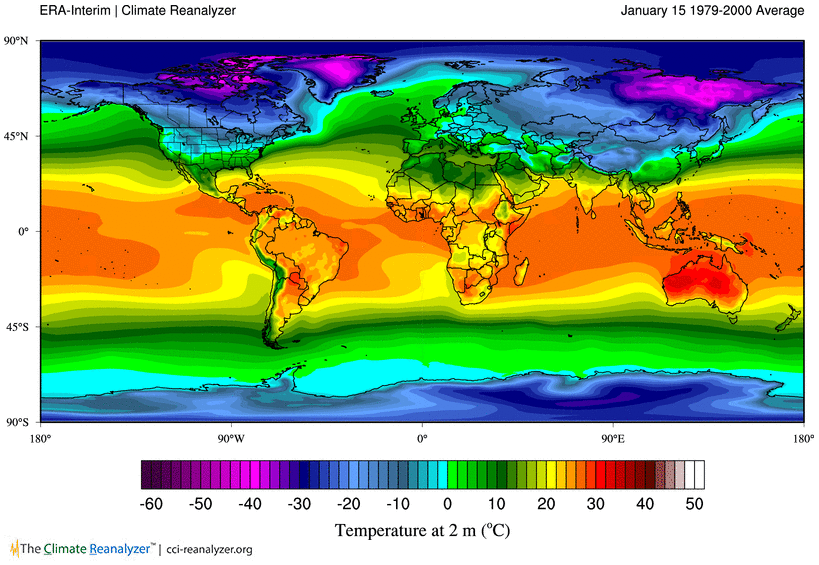 ERA-Interim | Climate Reanalyzer
January 15 1979-2000 Average
90°N
45°N
0°
45°S
90°S
180° 90°W 0° 90°E 180°
-60 -50 -40 -30 -20 -10 0 10 20 30 40 50
Temperature at 2 m (°C)
The Climate Reanalyzer™ | cci-reanalyzer.org